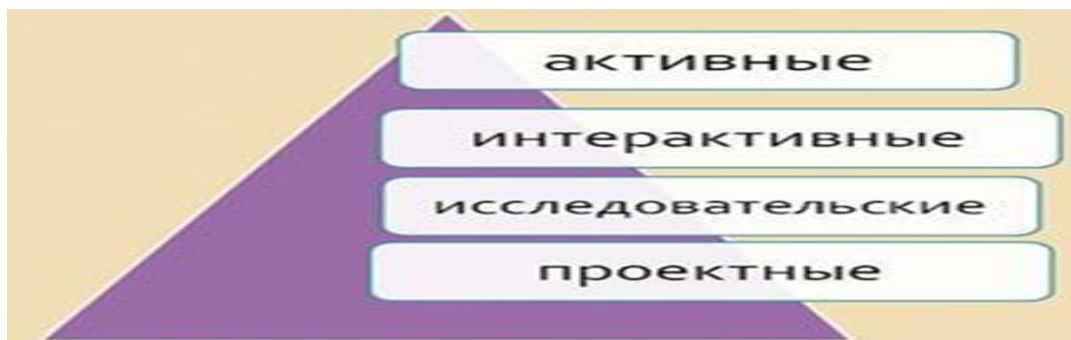 активные
интерактивные
исследовательские
проектные